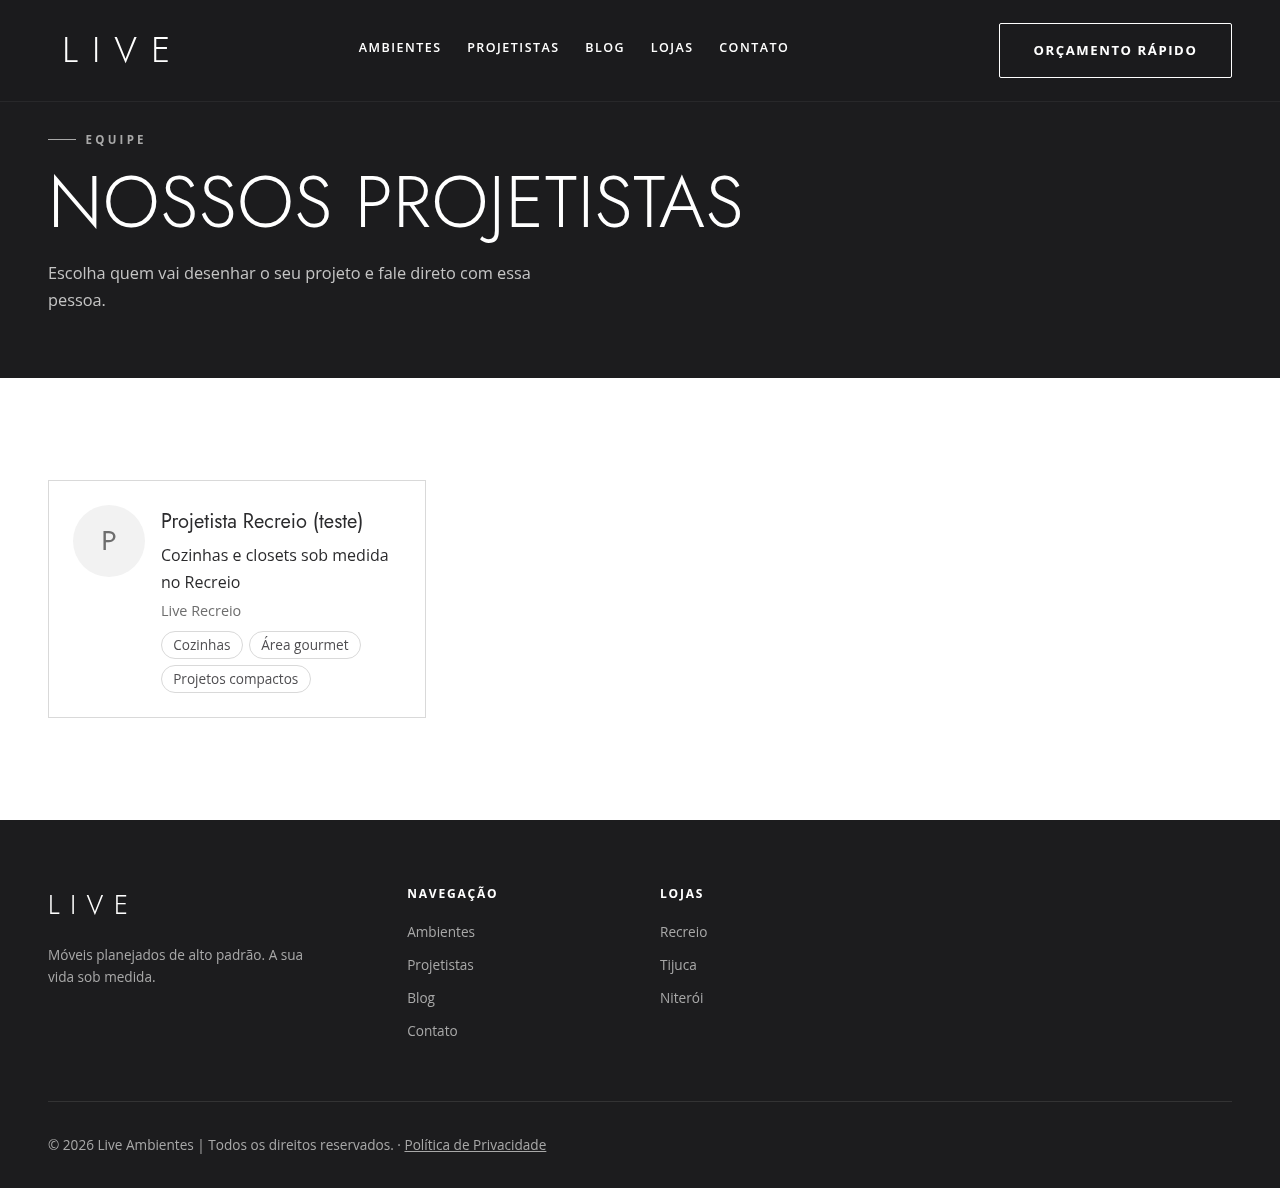 LIVE
AMBIENTES PROJETISTAS BLOG LOJAS CONTATO
ORÇAMENTO RÁPIDO
EQUIPE
NOSSOS PROJETISTAS
Escolha quem vai desenhar o seu projeto e fale direto com essa
pessoa.
P
Projetista Recreio (teste)
Cozinhas e closets sob medida
no Recreio
Live Recreio
Cozinhas Área gourmet
Projetos compactos
LIVE
Móveis planejados de alto padrão. A sua
vida sob medida.
NAVEGAÇÃO
Ambientes
Projetistas
Blog
Contato
LOJAS
Recreio
Tijuca
Niterói
© 2026 Live Ambientes | Todos os direitos reservados. · Política de Privacidade